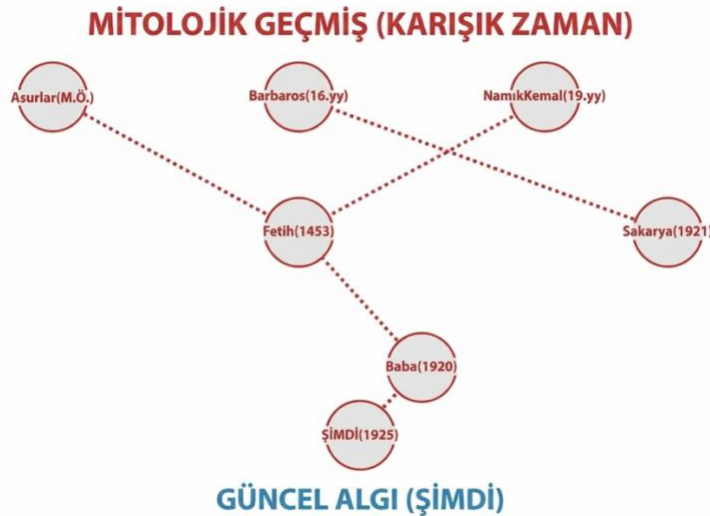 MİTOLOJİK GEÇMİŞ (KARIŞIK ZAMAN)
Asurlar(M.Ö.)
Barbaros(16.yy)
NamıkKemal(19.yy)
Fetih(1453)
Sakarya(1921)
Baba(1920)
ŞİMDİ(1925)
GÜNCEL ALGI (ŞİMDİ)